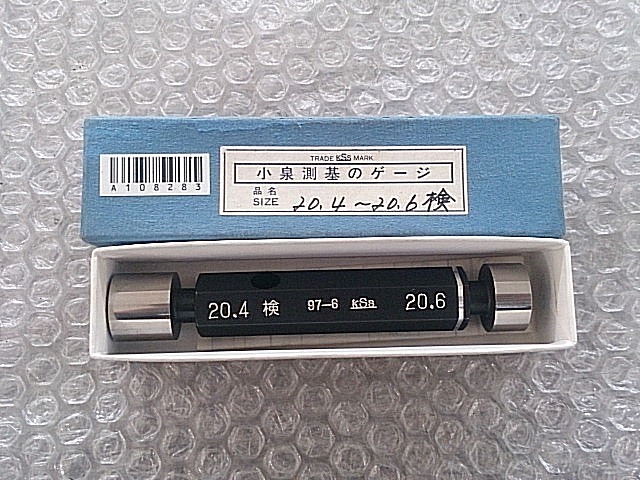 A108283
TRADE KSS MARK
小泉測基のゲージ
品名
SIZE 20.4〜20.6検
20.4 検 97-6 kSs 20.6